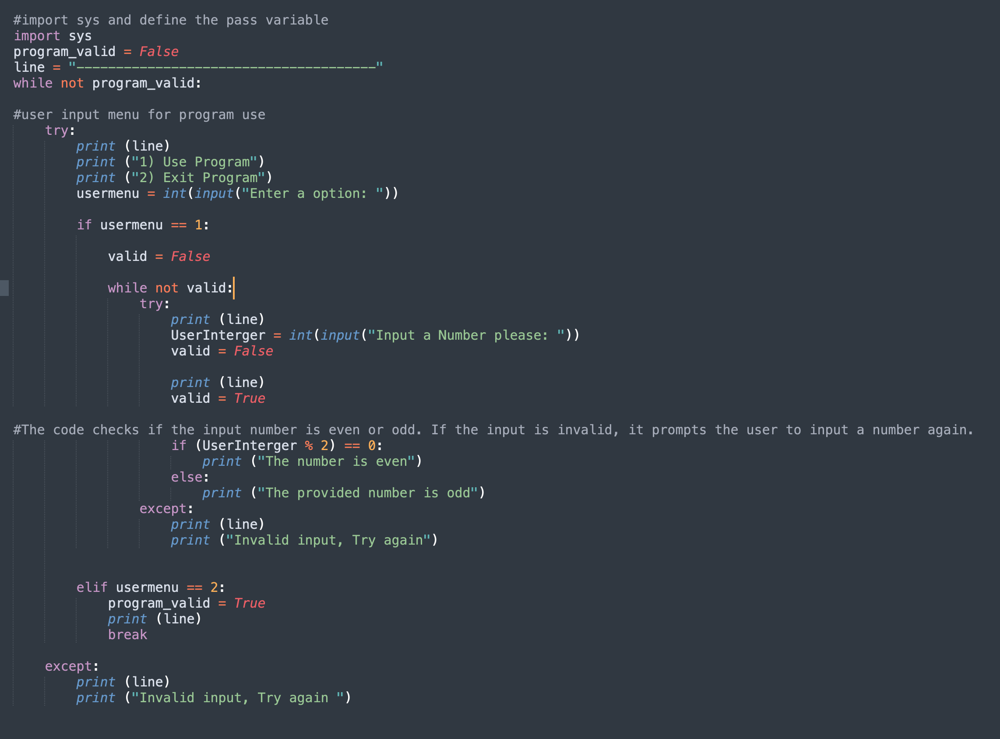 #import sys and define the pass variable
import sys
program_valid = False
line = "--------------------------------------"
while not program_valid:
#user input menu for program use
    try:
        print (line)
        print ("1) Use Program")
        print ("2) Exit Program")
        usermenu = int(input("Enter a option: "))
        if usermenu == 1:
            valid = False
            while not valid:
                try:
                    print (line)
                    UserInterger = int(input("Input a Number please: "))
                    valid = False
                    print (line)
                    valid = True
#The code checks if the input number is even or odd. If the input is invalid, it prompts the user to input a number again.
                    if (UserInterger % 2) == 0:
                        print ("The number is even")
                    else:
                        print ("The provided number is odd")
                except:
                    print (line)
                    print ("Invalid input, Try again")
        elif usermenu == 2:
            program_valid = True
            print (line)
            break
    except:
        print (line)
        print ("Invalid input, Try again ")